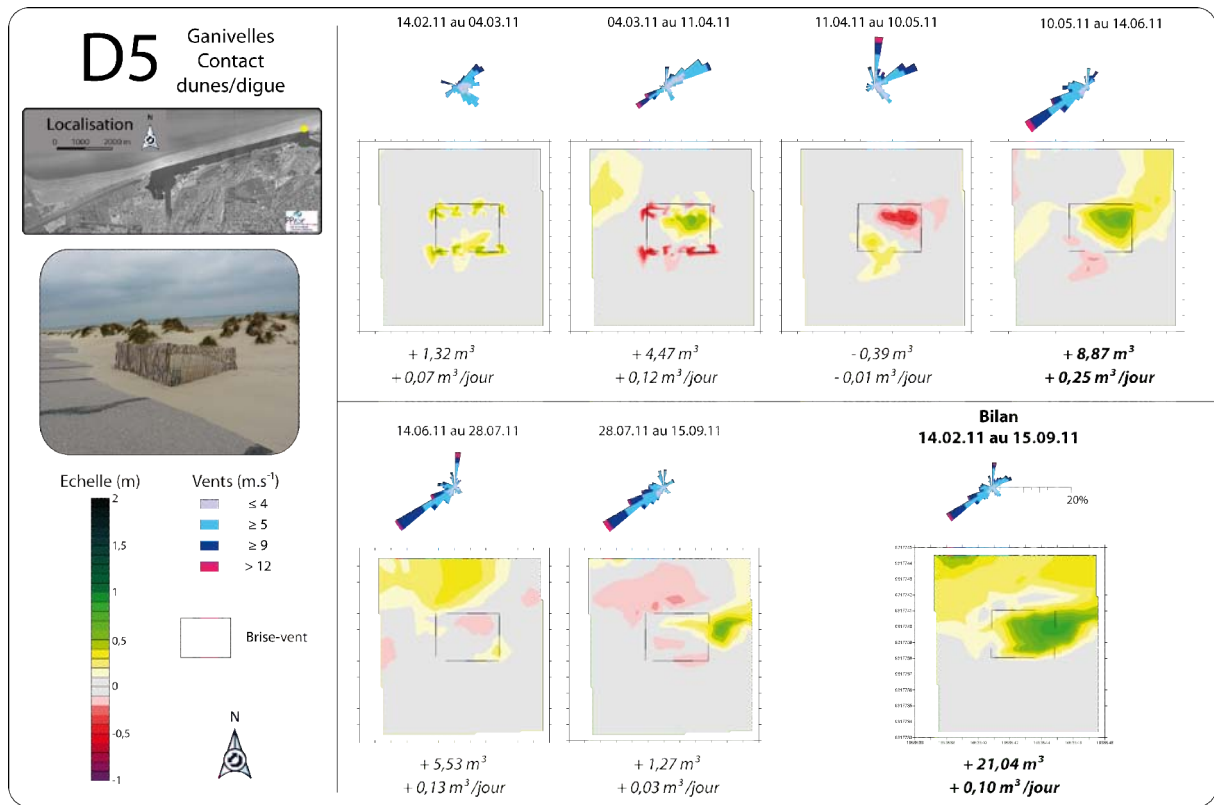 D5
Ganivelles
Contact
dunes/digue
Localisation
N
0 1000 2000 m
Echelle (m)
2
1,5
1
0,5
0
-0,5
-1
Vents (m.s⁻¹)
≤ 4
≥ 5
≥ 9
> 12
Brise-vent
N
14.02.11 au 04.03.11
04.03.11 au 11.04.11
11.04.11 au 10.05.11
10.05.11 au 14.06.11
+ 1,32 m³
+ 0,07 m³/jour
+ 4,47 m³
+ 0,12 m³/jour
- 0,39 m³
- 0,01 m³/jour
+ 8,87 m³
+ 0,25 m³/jour
14.06.11 au 28.07.11
28.07.11 au 15.09.11
Bilan
14.02.11 au 15.09.11
20%
+ 5,53 m³
+ 0,13 m³/jour
+ 1,27 m³
+ 0,03 m³/jour
+ 21,04 m³
+ 0,10 m³/jour